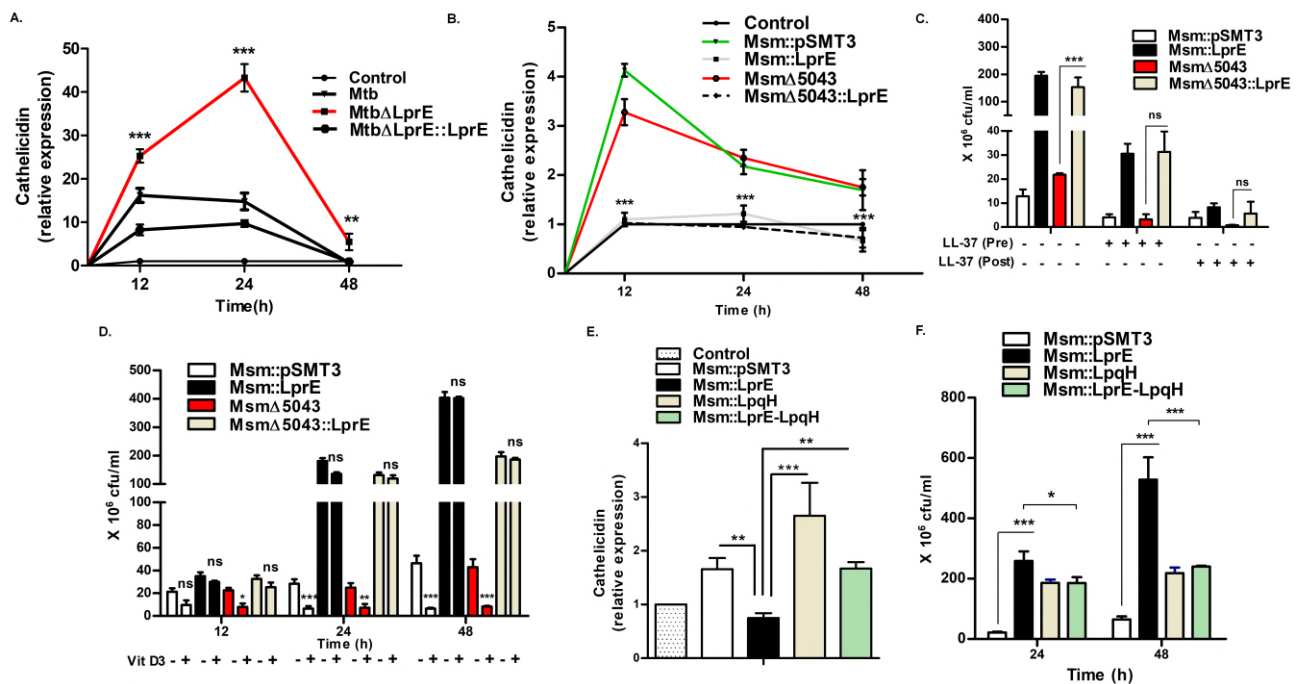 A.
Cathelicidin
(relative expression)
50
40
30
20
10
0
***
***
**
Control
Mtb
MtbΔLprE
MtbΔLprE::LprE
12
24
48
Time(h)
B.
Cathelicidin
(relative expression)
5
4
3
2
1
0
Control
Msm::pSMT3
Msm::LprE
MsmΔ5043
MsmΔ5043::LprE
***
***
***
12
24
48
Time (h)
C.
Msm::pSMT3
Msm::LprE
MsmΔ5043
MsmΔ5043::LprE
X 10⁶ cfu/ml
400
300
200
100
40
30
20
10
0
***
ns
ns
LL-37 (Pre) - - - - + + + +
LL-37 (Post) - - - - + + + +
D.
Msm::pSMT3
Msm::LprE
MsmΔ5043
MsmΔ5043::LprE
X 10⁶ cfu/ml
500
400
300
200
100
80
60
40
20
0
ns ns * ns
*** ns ** ns
*** ns *** ns
12
24
48
Time (h)
Vit D3 - + - + - + - + - + - + - + - + - + - + - + - +
E.
Control
Msm::pSMT3
Msm::LprE
Msm::LpqH
Msm::LprE-LpqH
Cathelicidin
(relative expression)
4
3
2
1
0
**
***
**
F.
Msm::pSMT3
Msm::LprE
Msm::LpqH
Msm::LprE-LpqH
X 10⁶ cfu/ml
800
600
400
200
0
***
*
***
***
24
48
Time (h)